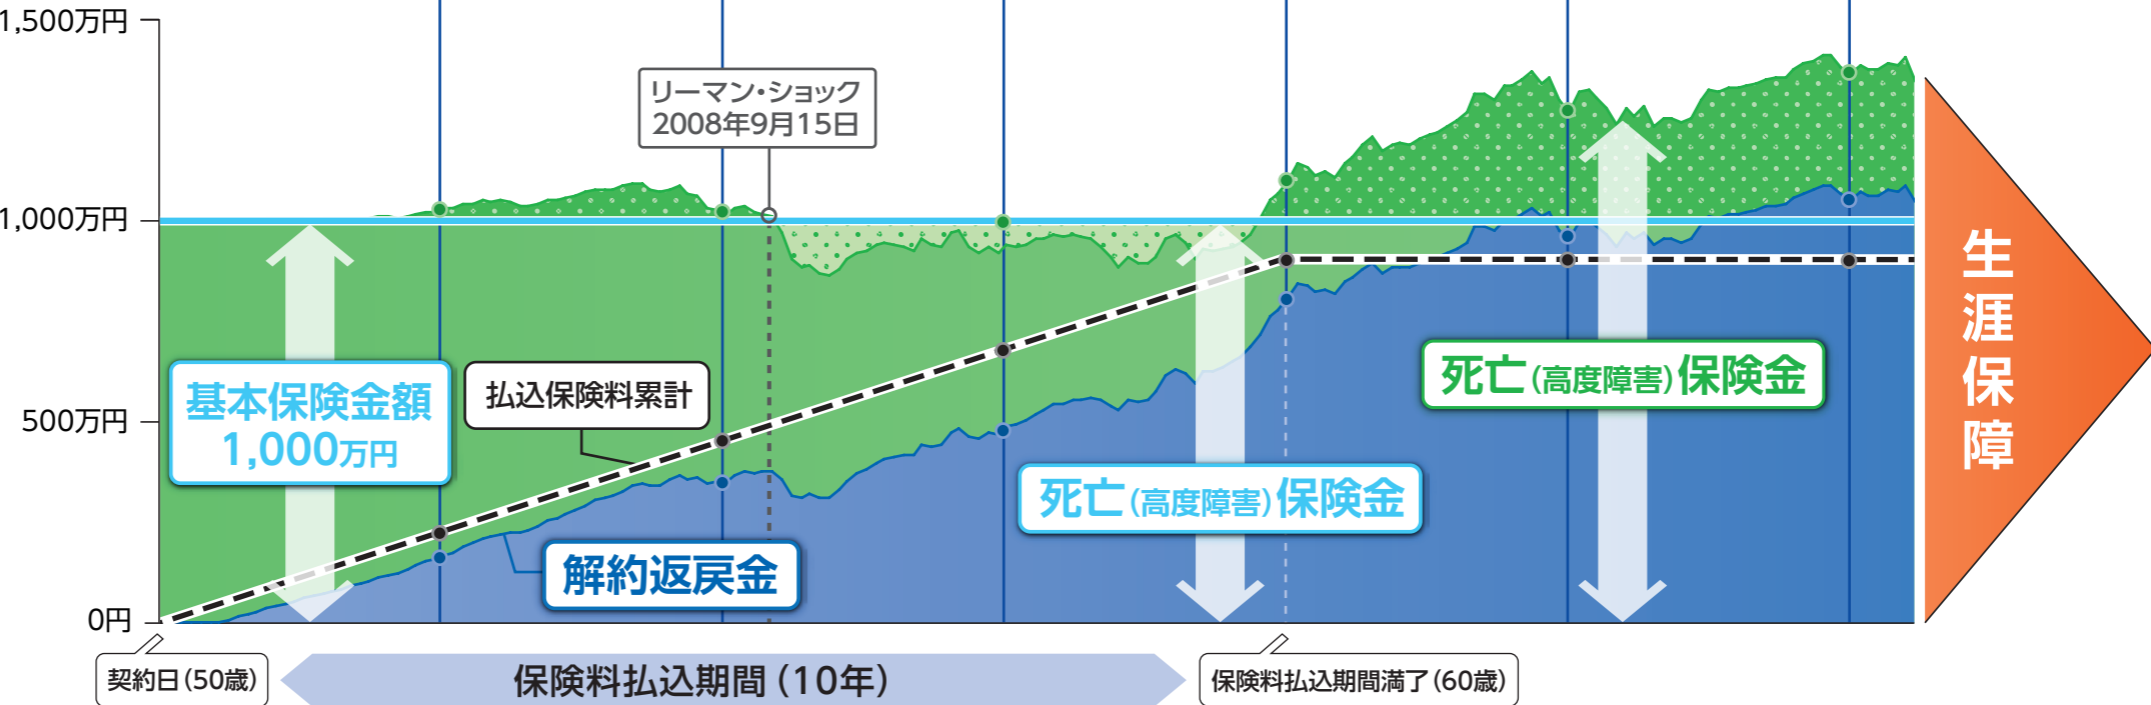 1,500万円
リーマン・ショック
2008年9月15日
1,000万円
基本保険金額
1,000万円
払込保険料累計
死亡(高度障害)保険金
500万円
死亡(高度障害)保険金
解約返戻金
0円
契約日(50歳)
保険料払込期間(10年)
保険料払込期間満了(60歳)
生涯保障